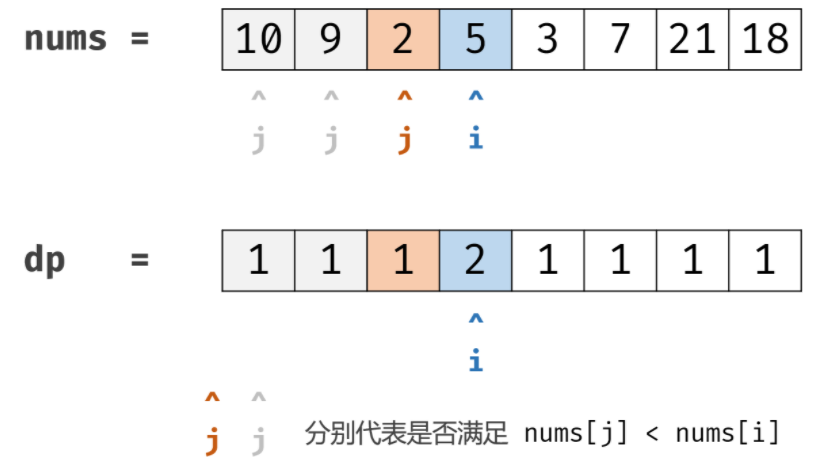 nums = 10 9 2 5 3 7 21 18
^ ^ ^ ^
j j j i
dp = 1 1 1 2 1 1 1 1
^
i
^ ^
j j 分别代表是否满足 nums[j] < nums[i]